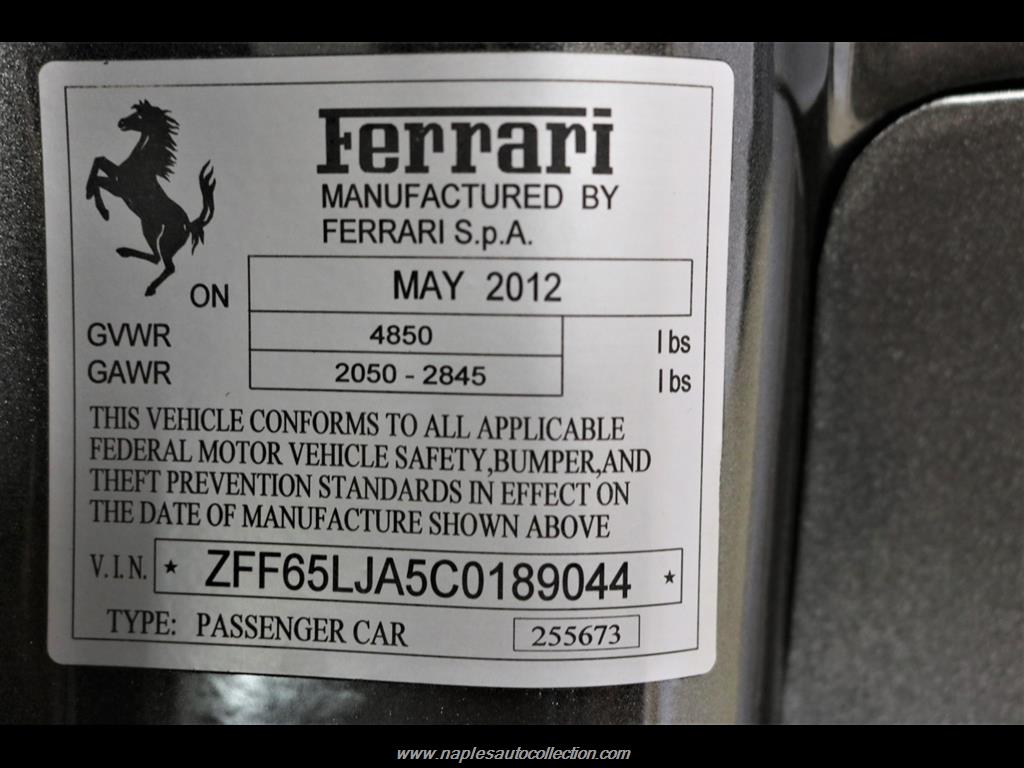 Ferrari
MANUFACTURED BY
FERRARI S.p.A.
ON MAY 2012
GVWR 4850 lbs
GAWR 2050 - 2845 lbs
THIS VEHICLE CONFORMS TO ALL APPLICABLE
FEDERAL MOTOR VEHICLE SAFETY,BUMPER,AND
THEFT PREVENTION STANDARDS IN EFFECT ON
THE DATE OF MANUFACTURE SHOWN ABOVE
V.I.N. ★ ZFF65LJA5C0189044 ★
TYPE: PASSENGER CAR 255673
www.naplesautocollection.com